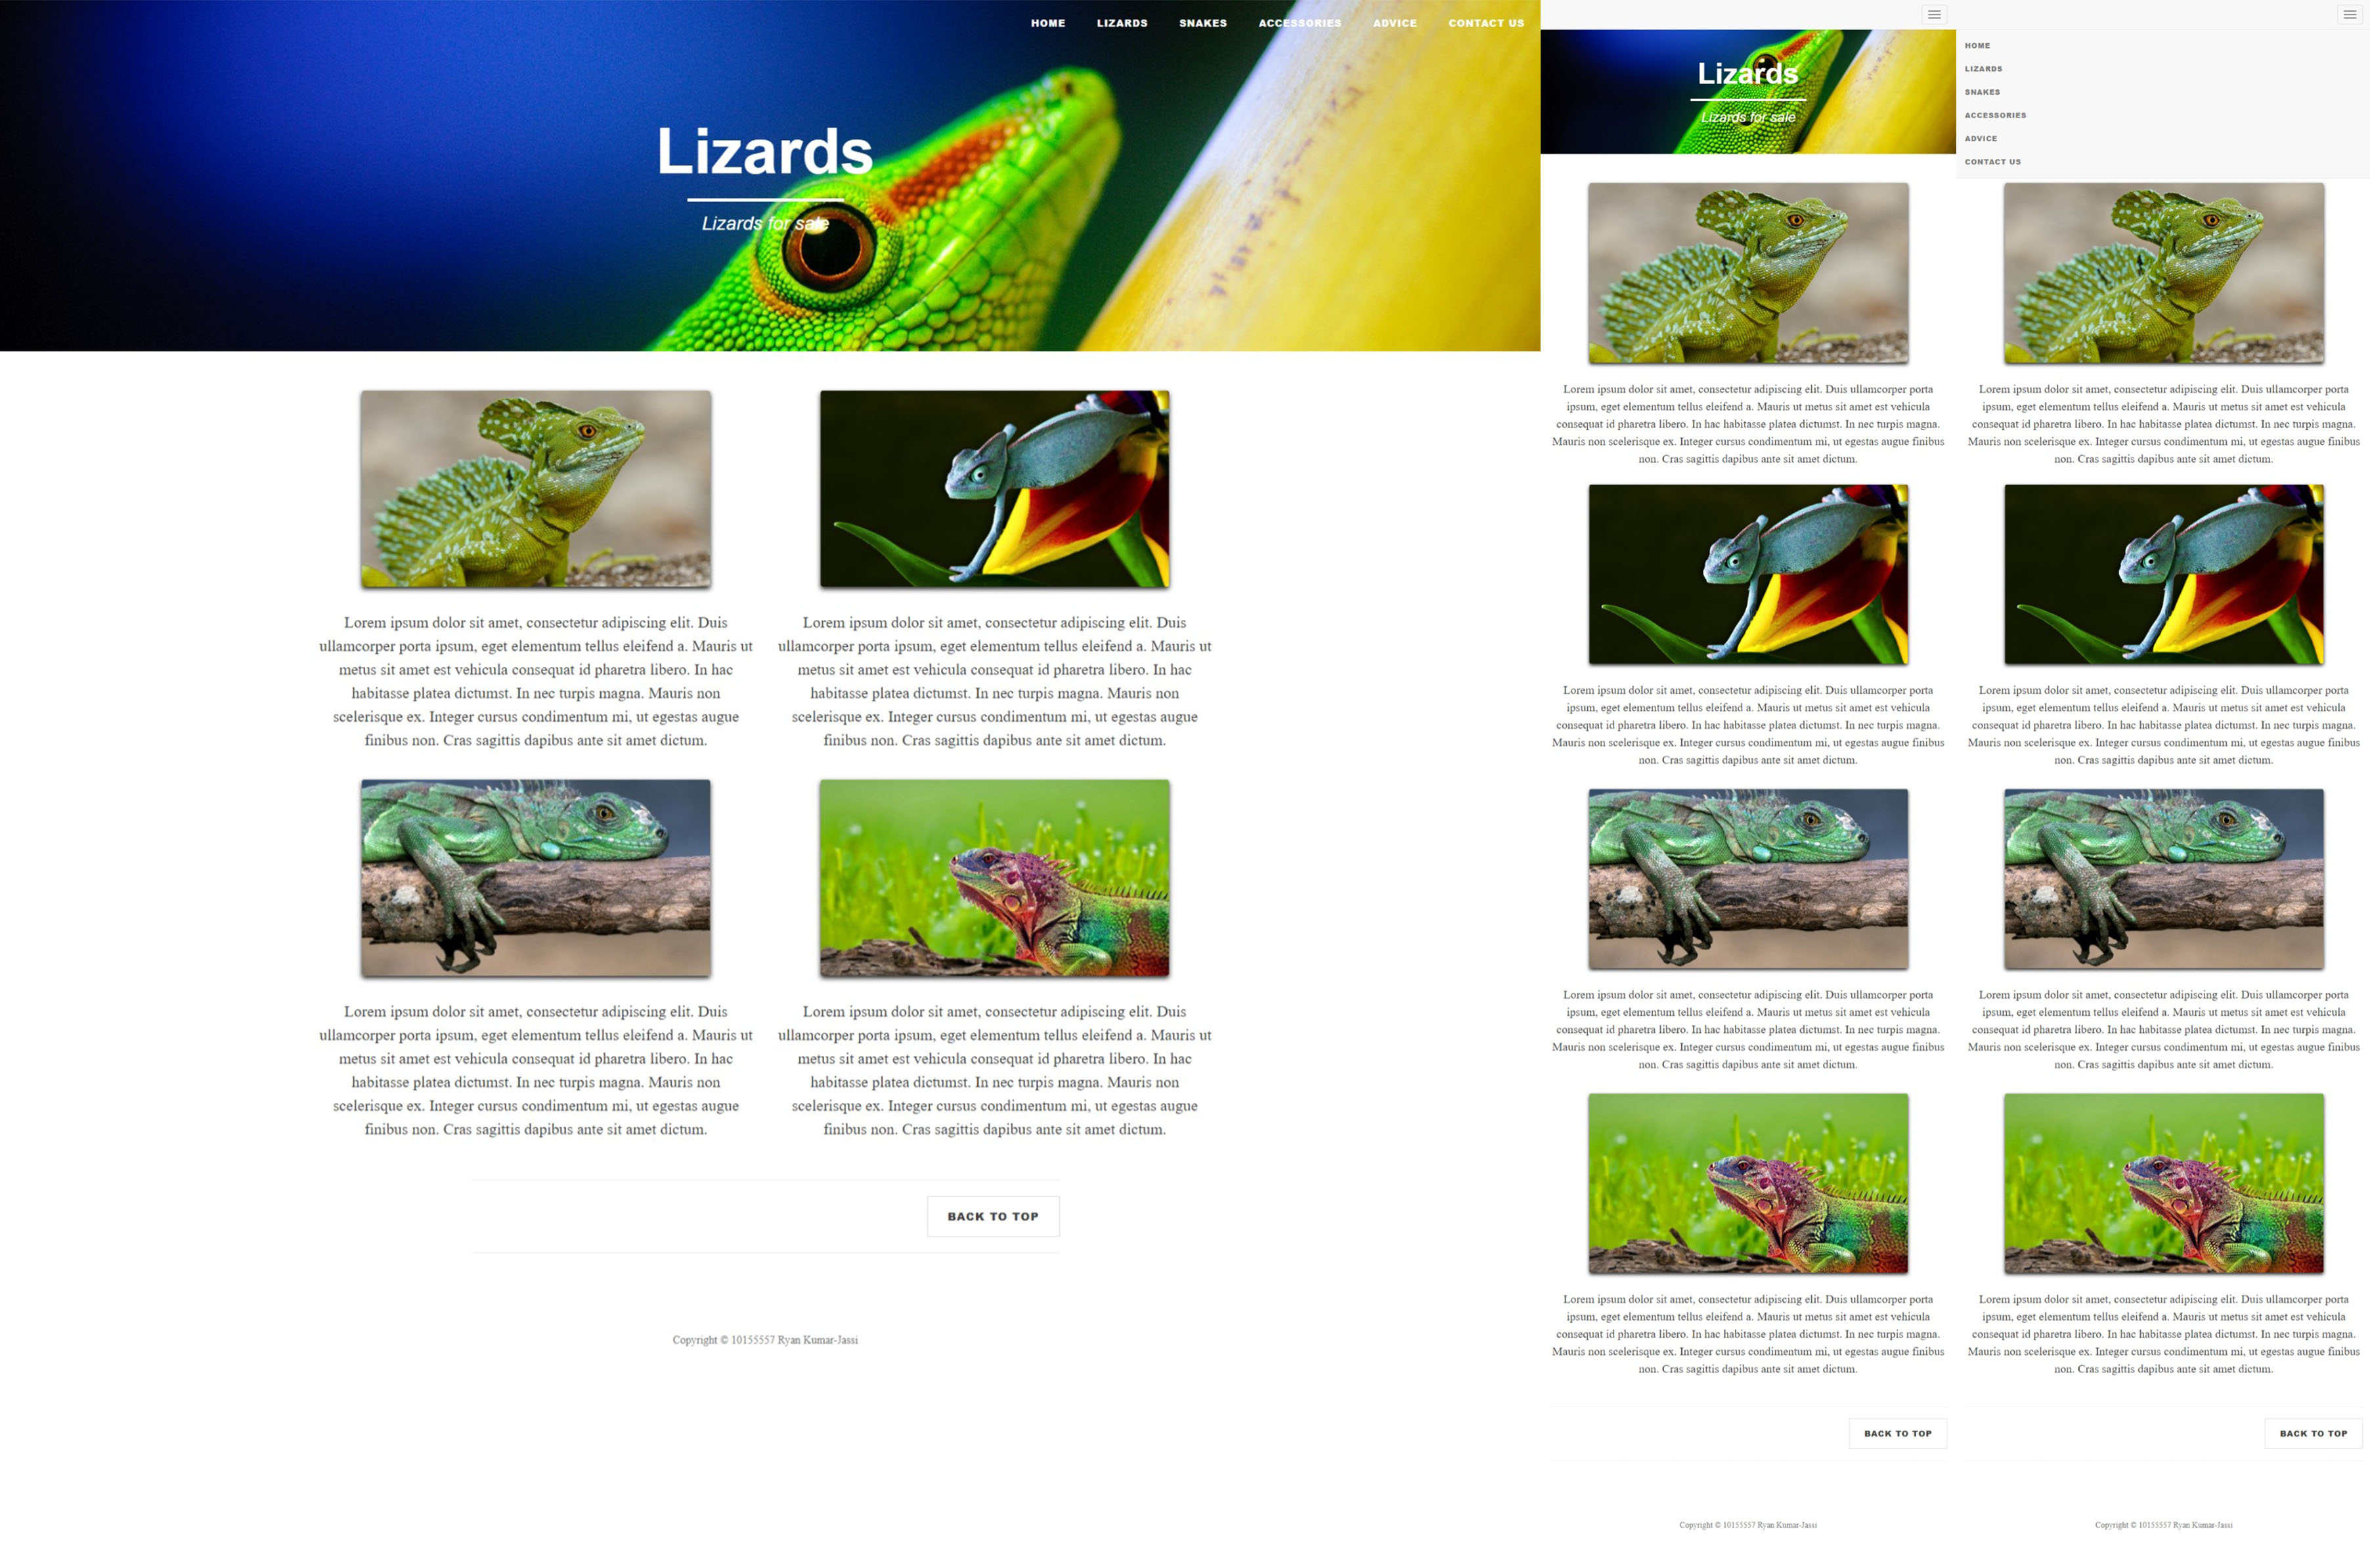 HOME LIZARDS SNAKES ACCESSORIES ADVICE CONTACT US
Lizards
Lizards for sale
Lorem ipsum dolor sit amet, consectetur adipiscing elit. Duis
ullamcorper porta ipsum, eget elementum tellus eleifend a. Mauris ut
metus sit amet est vehicula consequat id pharetra libero. In hac
habitasse platea dictumst. In nec turpis magna. Mauris non
scelerisque ex. Integer cursus condimentum mi, ut egestas augue
finibus non. Cras sagittis dapibus ante sit amet dictum.
Lorem ipsum dolor sit amet, consectetur adipiscing elit. Duis
ullamcorper porta ipsum, eget elementum tellus eleifend a. Mauris ut
metus sit amet est vehicula consequat id pharetra libero. In hac
habitasse platea dictumst. In nec turpis magna. Mauris non
scelerisque ex. Integer cursus condimentum mi, ut egestas augue
finibus non. Cras sagittis dapibus ante sit amet dictum.
Lorem ipsum dolor sit amet, consectetur adipiscing elit. Duis
ullamcorper porta ipsum, eget elementum tellus eleifend a. Mauris ut
metus sit amet est vehicula consequat id pharetra libero. In hac
habitasse platea dictumst. In nec turpis magna. Mauris non
scelerisque ex. Integer cursus condimentum mi, ut egestas augue
finibus non. Cras sagittis dapibus ante sit amet dictum.
Lorem ipsum dolor sit amet, consectetur adipiscing elit. Duis
ullamcorper porta ipsum, eget elementum tellus eleifend a. Mauris ut
metus sit amet est vehicula consequat id pharetra libero. In hac
habitasse platea dictumst. In nec turpis magna. Mauris non
scelerisque ex. Integer cursus condimentum mi, ut egestas augue
finibus non. Cras sagittis dapibus ante sit amet dictum.
BACK TO TOP
Copyright © 10155557 Ryan Kumar-Jassi
Lizards
Lizards for sale
Lorem ipsum dolor sit amet, consectetur adipiscing elit. Duis ullamcorper porta
ipsum, eget elementum tellus eleifend a. Mauris ut metus sit amet est vehicula
consequat id pharetra libero. In hac habitasse platea dictumst. In nec turpis magna.
Mauris non scelerisque ex. Integer cursus condimentum mi, ut egestas augue finibus
non. Cras sagittis dapibus ante sit amet dictum.
Lorem ipsum dolor sit amet, consectetur adipiscing elit. Duis ullamcorper porta
ipsum, eget elementum tellus eleifend a. Mauris ut metus sit amet est vehicula
consequat id pharetra libero. In hac habitasse platea dictumst. In nec turpis magna.
Mauris non scelerisque ex. Integer cursus condimentum mi, ut egestas augue finibus
non. Cras sagittis dapibus ante sit amet dictum.
Lorem ipsum dolor sit amet, consectetur adipiscing elit. Duis ullamcorper porta
ipsum, eget elementum tellus eleifend a. Mauris ut metus sit amet est vehicula
consequat id pharetra libero. In hac habitasse platea dictumst. In nec turpis magna.
Mauris non scelerisque ex. Integer cursus condimentum mi, ut egestas augue finibus
non. Cras sagittis dapibus ante sit amet dictum.
Lorem ipsum dolor sit amet, consectetur adipiscing elit. Duis ullamcorper porta
ipsum, eget elementum tellus eleifend a. Mauris ut metus sit amet est vehicula
consequat id pharetra libero. In hac habitasse platea dictumst. In nec turpis magna.
Mauris non scelerisque ex. Integer cursus condimentum mi, ut egestas augue finibus
non. Cras sagittis dapibus ante sit amet dictum.
BACK TO TOP
Copyright © 10155557 Ryan Kumar-Jassi
HOME
LIZARDS
SNAKES
ACCESSORIES
ADVICE
CONTACT US
Lorem ipsum dolor sit amet, consectetur adipiscing elit. Duis ullamcorper porta
ipsum, eget elementum tellus eleifend a. Mauris ut metus sit amet est vehicula
consequat id pharetra libero. In hac habitasse platea dictumst. In nec turpis magna.
Mauris non scelerisque ex. Integer cursus condimentum mi, ut egestas augue finibus
non. Cras sagittis dapibus ante sit amet dictum.
Lorem ipsum dolor sit amet, consectetur adipiscing elit. Duis ullamcorper porta
ipsum, eget elementum tellus eleifend a. Mauris ut metus sit amet est vehicula
consequat id pharetra libero. In hac habitasse platea dictumst. In nec turpis magna.
Mauris non scelerisque ex. Integer cursus condimentum mi, ut egestas augue finibus
non. Cras sagittis dapibus ante sit amet dictum.
Lorem ipsum dolor sit amet, consectetur adipiscing elit. Duis ullamcorper porta
ipsum, eget elementum tellus eleifend a. Mauris ut metus sit amet est vehicula
consequat id pharetra libero. In hac habitasse platea dictumst. In nec turpis magna.
Mauris non scelerisque ex. Integer cursus condimentum mi, ut egestas augue finibus
non. Cras sagittis dapibus ante sit amet dictum.
Lorem ipsum dolor sit amet, consectetur adipiscing elit. Duis ullamcorper porta
ipsum, eget elementum tellus eleifend a. Mauris ut metus sit amet est vehicula
consequat id pharetra libero. In hac habitasse platea dictumst. In nec turpis magna.
Mauris non scelerisque ex. Integer cursus condimentum mi, ut egestas augue finibus
non. Cras sagittis dapibus ante sit amet dictum.
BACK TO TOP
Copyright © 10155557 Ryan Kumar-Jassi